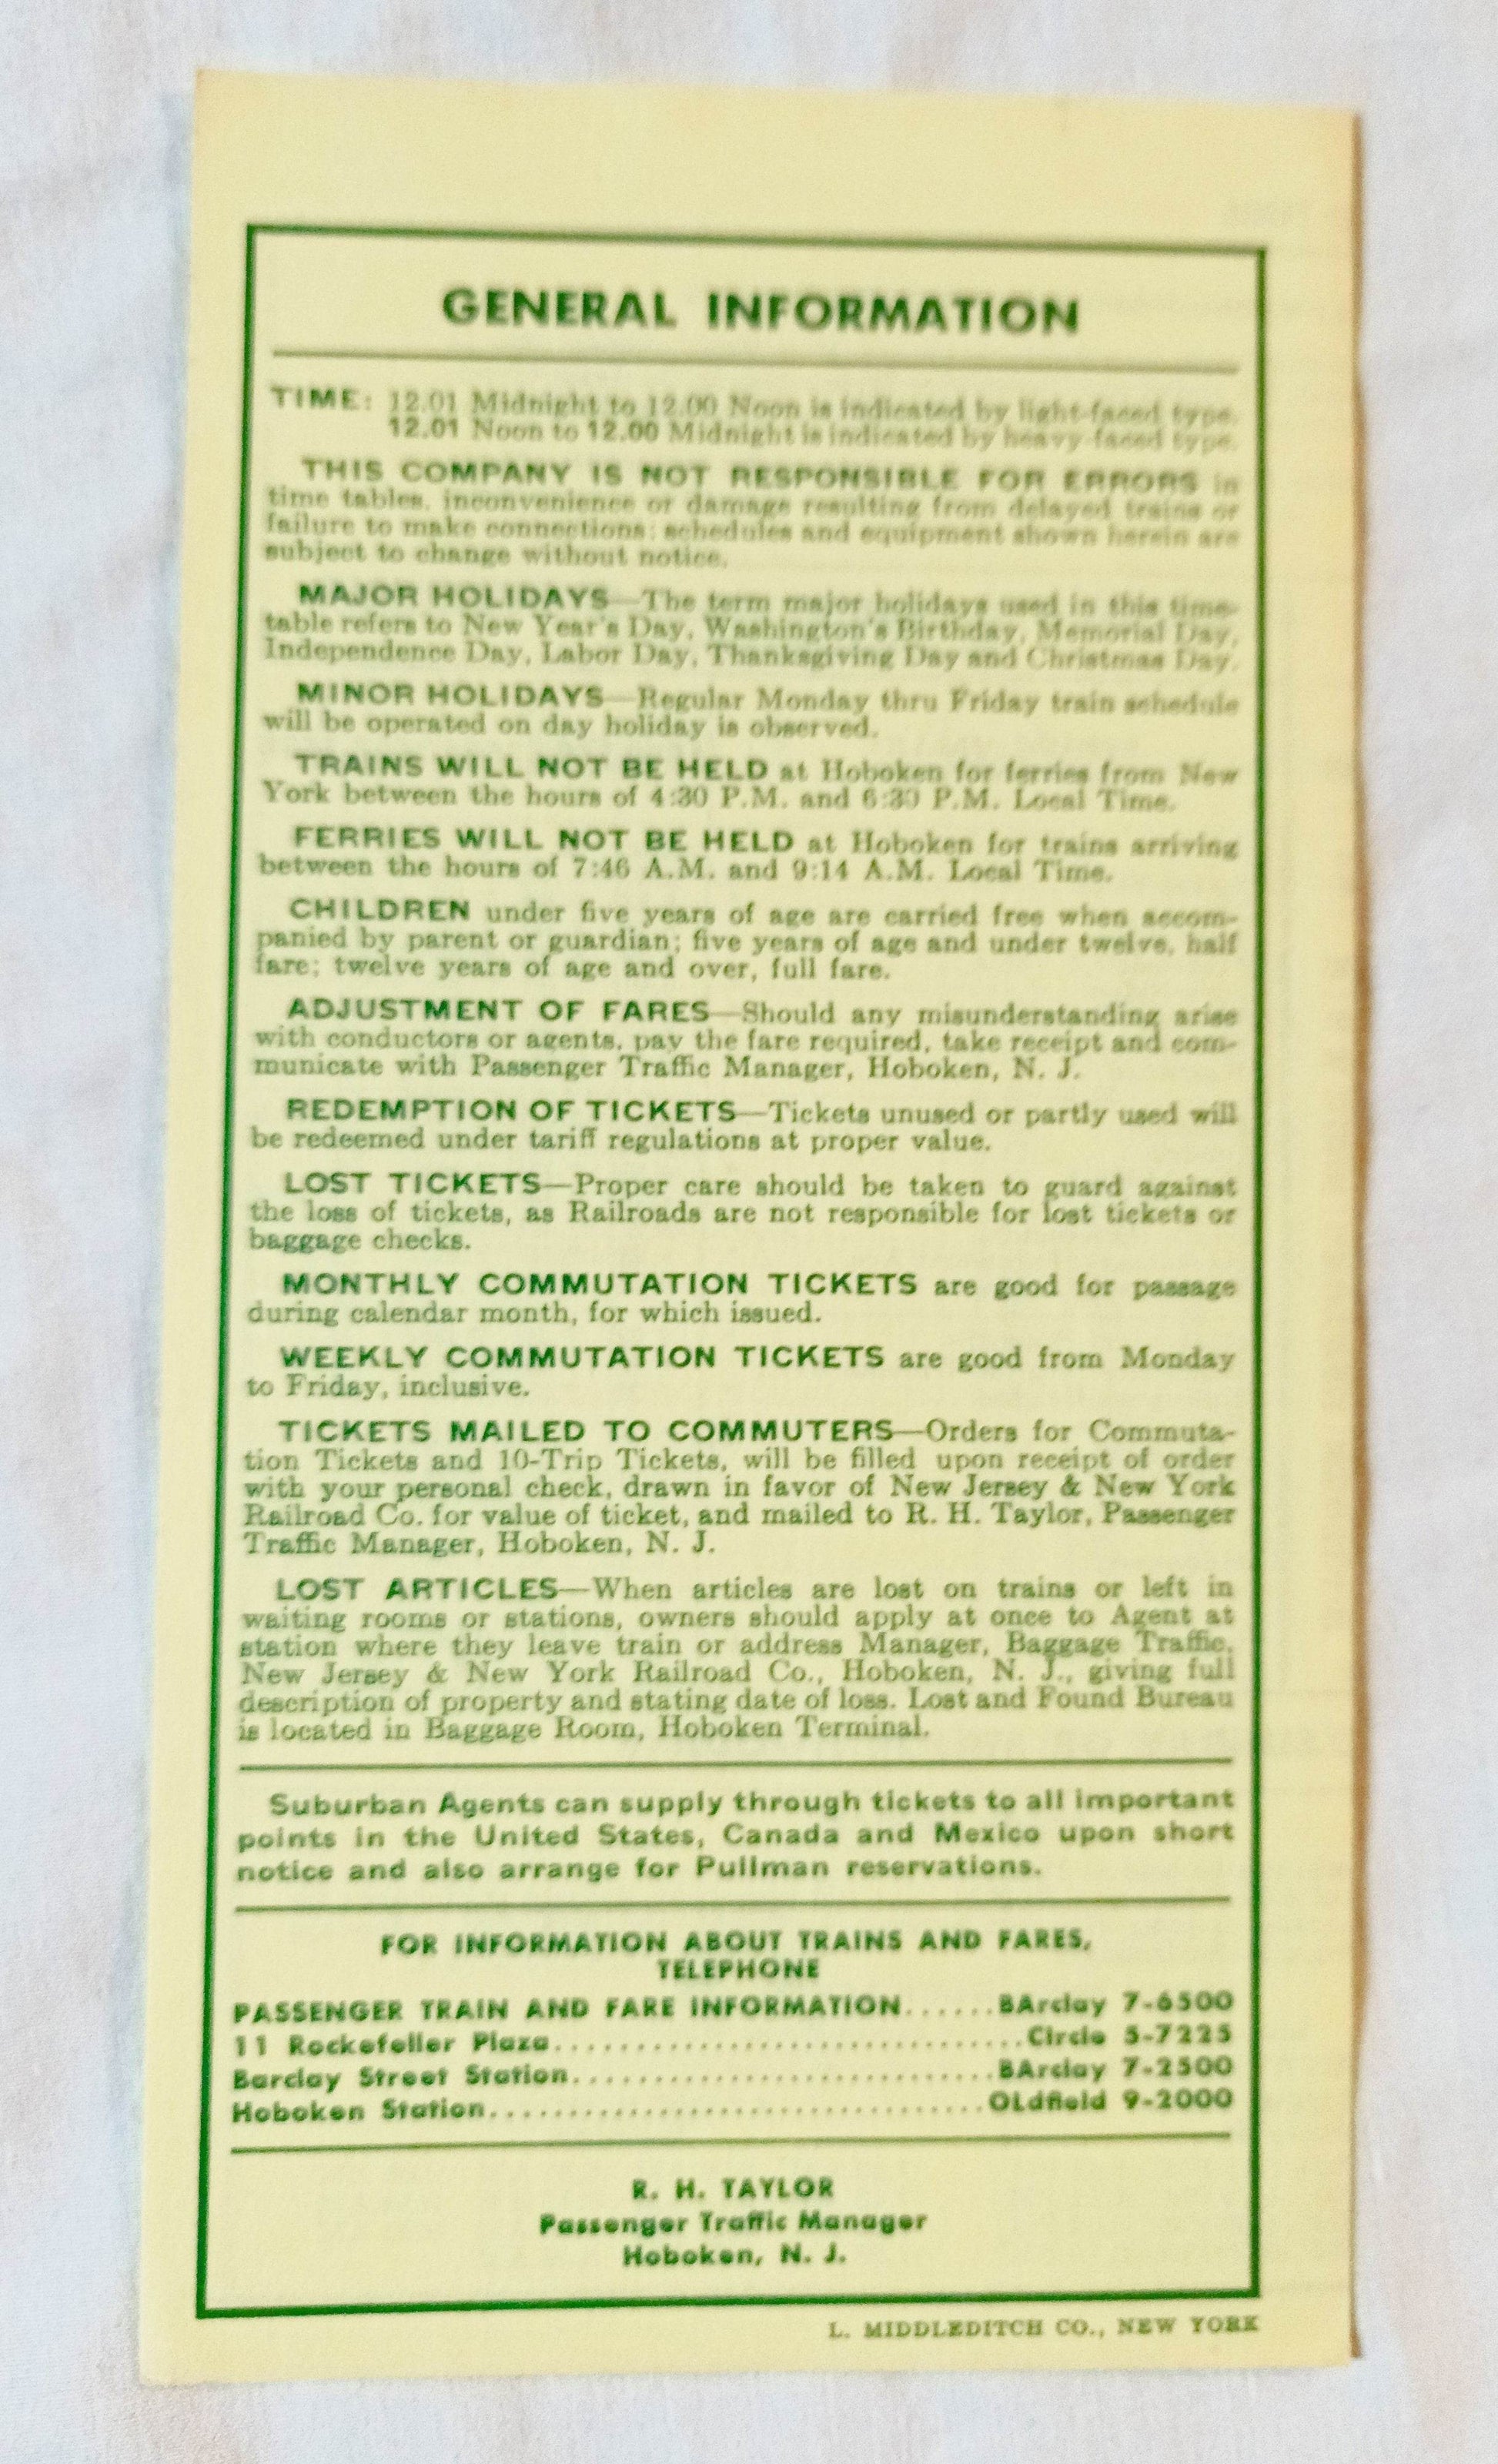 GENERAL INFORMATION
TIME: 12.01 Midnight to 12.00 Noon is indicated by light-faced type.
12.01 Noon to 12.00 Midnight is indicated by heavy-faced type.
THIS COMPANY IS NOT RESPONSIBLE FOR ERRORS in
time tables, inconvenience or damage resulting from delayed trains or
failure to make connections; schedules and equipment shown herein are
subject to change without notice.
MAJOR HOLIDAYS—The term major holidays used in this time-
table refers to New Year's Day, Washington's Birthday, Memorial Day,
Independence Day, Labor Day, Thanksgiving Day and Christmas Day.
MINOR HOLIDAYS—Regular Monday thru Friday train schedule
will be operated on day holiday is observed.
TRAINS WILL NOT BE HELD at Hoboken for ferries from New
York between the hours of 4:30 P.M. and 6:30 P.M. Local Time.
FERRIES WILL NOT BE HELD at Hoboken for trains arriving
between the hours of 7:46 A.M. and 9:14 A.M. Local Time.
CHILDREN under five years of age are carried free when accom-
panied by parent or guardian; five years of age and under twelve, half
fare; twelve years of age and over, full fare.
ADJUSTMENT OF FARES—Should any misunderstanding arise
with conductors or agents, pay the fare required, take receipt and com-
municate with Passenger Traffic Manager, Hoboken, N. J.
REDEMPTION OF TICKETS—Tickets unused or partly used will
be redeemed under tariff regulations at proper value.
LOST TICKETS—Proper care should be taken to guard against
the loss of tickets, as Railroads are not responsible for lost tickets or
baggage checks.
MONTHLY COMMUTATION TICKETS are good for passage
during calendar month, for which issued.
WEEKLY COMMUTATION TICKETS are good from Monday
to Friday, inclusive.
TICKETS MAILED TO COMMUTERS—Orders for Commuta-
tion Tickets and 10-Trip Tickets, will be filled upon receipt of order
with your personal check, drawn in favor of New Jersey & New York
Railroad Co. for value of ticket, and mailed to R. H. Taylor, Passenger
Traffic Manager, Hoboken, N. J.
LOST ARTICLES—When articles are lost on trains or left in
waiting rooms or stations, owners should apply at once to Agent at
station where they leave train or address Manager, Baggage Traffic,
New Jersey & New York Railroad Co., Hoboken, N. J., giving full
description of property and stating date of loss. Lost and Found Bureau
is located in Baggage Room, Hoboken Terminal.
Suburban Agents can supply through tickets to all important
points in the United States, Canada and Mexico upon short
notice and also arrange for Pullman reservations.
FOR INFORMATION ABOUT TRAINS AND FARES,
TELEPHONE
PASSENGER TRAIN AND FARE INFORMATION......BArclay 7-6500
11 Rockefeller Plaza..............................CIrcle 5-7225
Barclay Street Station...........................BArclay 7-2500
Hoboken Station................................OLdfield 9-2000
R. H. TAYLOR
Passenger Traffic Manager
Hoboken, N. J.
L. MIDDLEDITCH CO., NEW YORK